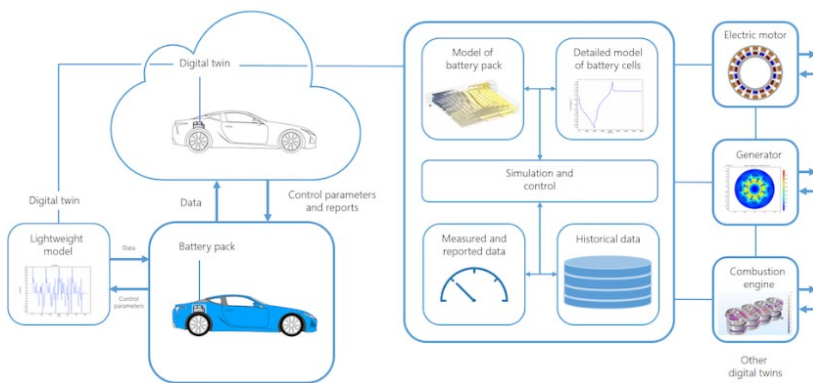 Digital twin
Digital twin
Data
Control parameters
and reports
Lightweight
model
Data
Control
parameters
Battery pack
Model of
battery pack
Detailed model
of battery cells
Simulation and
control
Measured and
reported data
Historical data
Electric motor
Generator
Combustion
engine
Other
digital twins